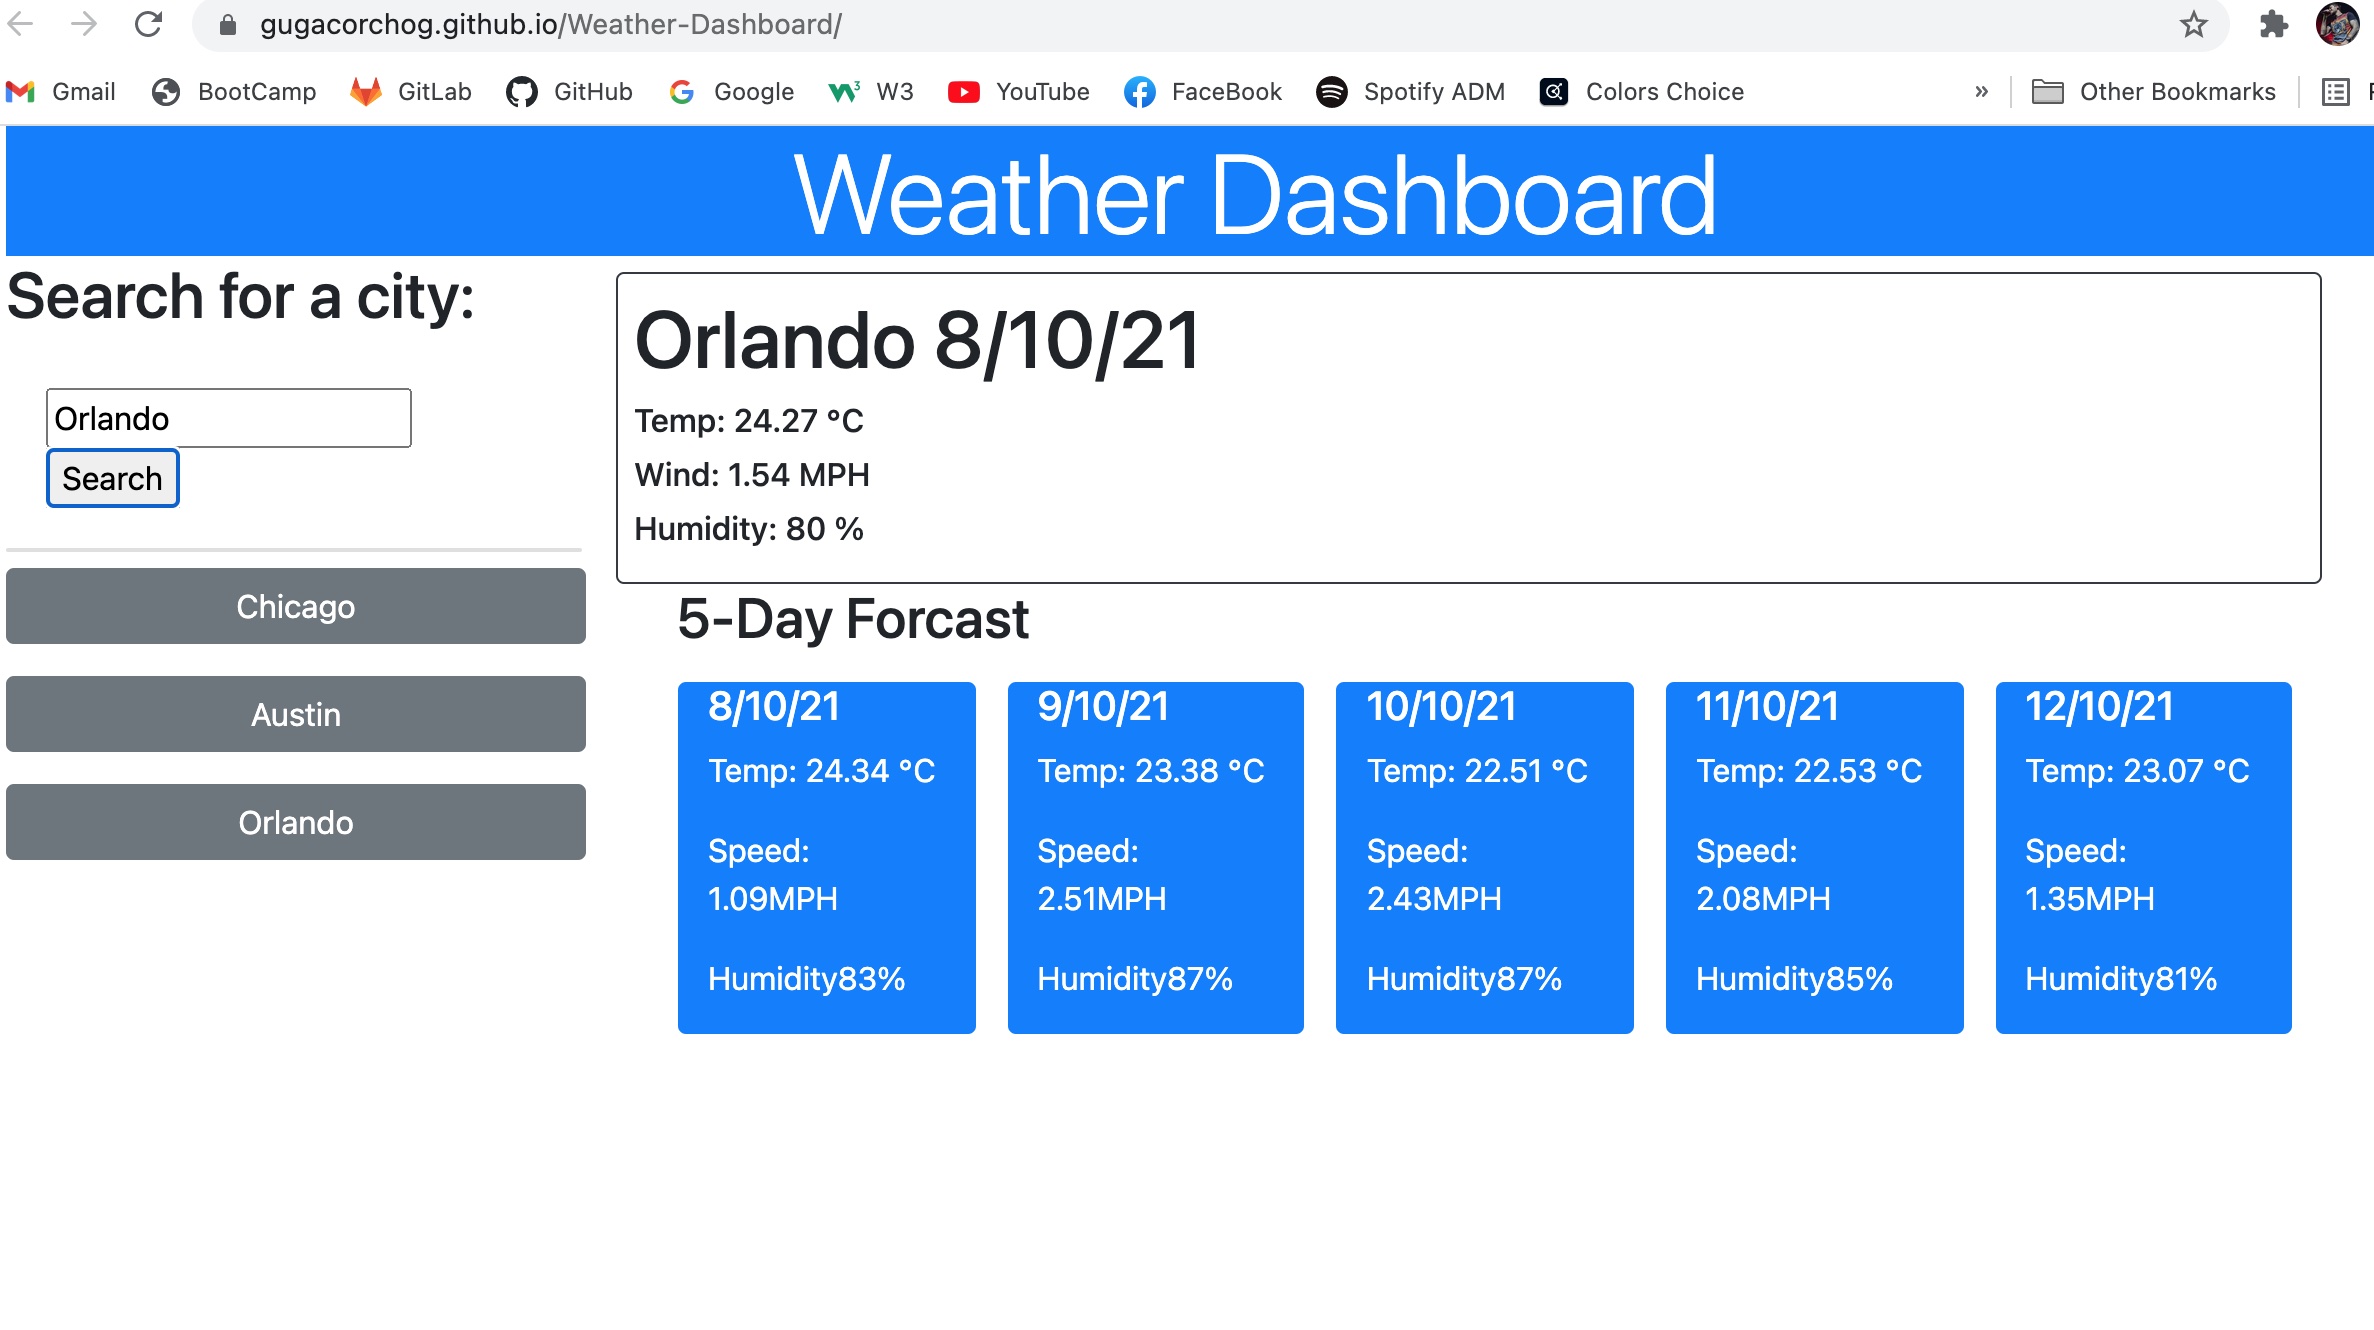 gugacorchog.github.io/Weather-Dashboard/
Gmail BootCamp GitLab GitHub Google W3 YouTube FaceBook Spotify ADM Colors Choice » Other Bookmarks
Weather Dashboard
Search for a city:
Orlando
Search
Chicago
Austin
Orlando
Orlando 8/10/21
Temp: 24.27 °C
Wind: 1.54 MPH
Humidity: 80 %
5-Day Forcast
8/10/21
Temp: 24.34 °C
Speed:
1.09MPH
Humidity83%
9/10/21
Temp: 23.38 °C
Speed:
2.51MPH
Humidity87%
10/10/21
Temp: 22.51 °C
Speed:
2.43MPH
Humidity87%
11/10/21
Temp: 22.53 °C
Speed:
2.08MPH
Humidity85%
12/10/21
Temp: 23.07 °C
Speed:
1.35MPH
Humidity81%